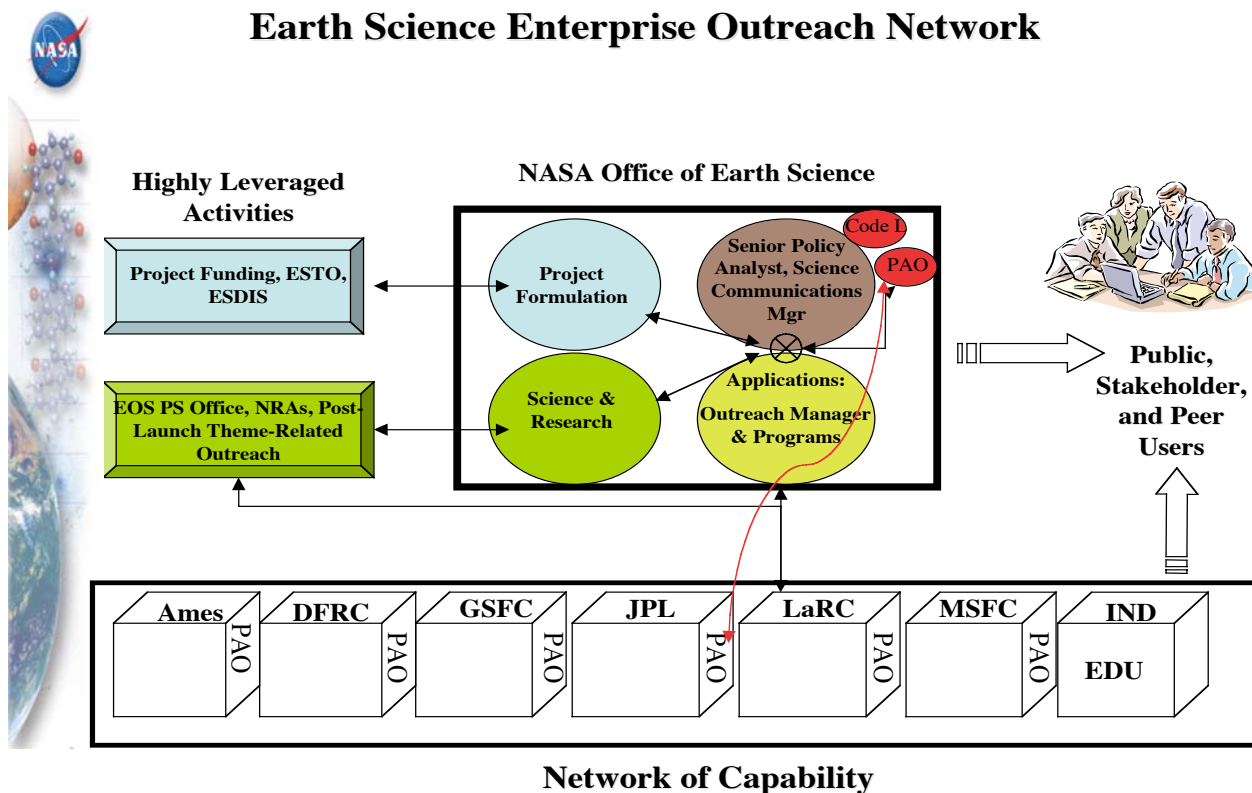 Earth Science Enterprise Outreach Network
NASA
Highly Leveraged
Activities
Project Funding, ESTO,
ESDIS
EOS PS Office, NRAs, Post-
Launch Theme-Related
Outreach
NASA Office of Earth Science
Project
Formulation
Senior Policy
Analyst, Science
Communications
Mgr
Code L
PAO
Science &
Research
Applications:
Outreach Manager
& Programs
Public,
Stakeholder,
and Peer
Users
Ames
PAO
DFRC
PAO
GSFC
PAO
JPL
PAO
LaRC
PAO
MSFC
PAO
IND
EDU
Network of Capability